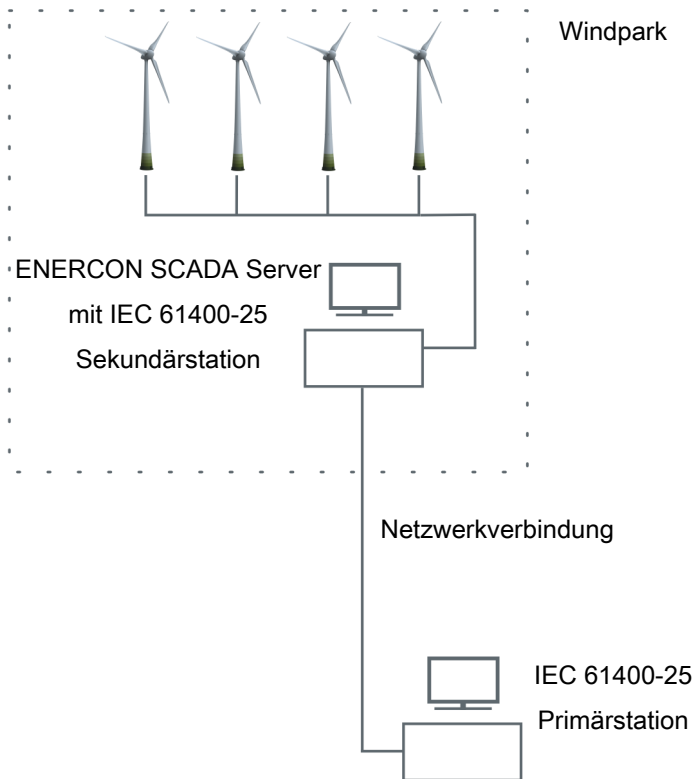 Windpark
ENERCON SCADA Server
mit IEC 61400-25
Sekundärstation
Netzwerkverbindung
IEC 61400-25
Primärstation